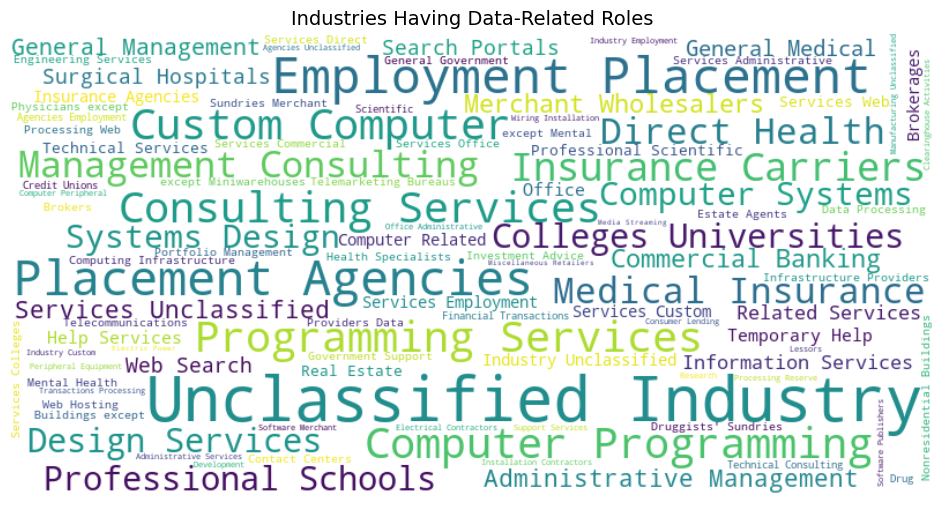 Industries Having Data-Related Roles
General Management
Services Direct
Agencies Unclassified
Search Portals
Industry Employment
General Medical
Manufacturing Unclassified
Brokerages
Clearinghouse Activities
Engineering Services
General Government
Services Administrative
Surgical Hospitals
Employment Placement
Insurance Agencies
Sundries Merchant
Merchant Wholesalers
Services Web
Physicians except
Scientific
Agencies Employment
Custom Computer
Wiring Installation
Direct Health
Processing Web
except Mental
Technical Services
Services Commercial
Services Office
Professional Scientific
Management Consulting
Insurance Carriers
Credit Unions
except Miniwarehouses
Telemarketing Bureaus
Office
Computer Systems
Computer Peripheral
Brokers
Consulting Services
Estate Agents
Data Processing
Media Streaming
Office Administrative
Systems Design
Computer Related
Colleges Universities
Portfolio Management
Health Specialists
Investment Advice
Commercial Banking
Computing Infrastructure
Miscellaneous Retailers
Placement Agencies
Medical Insurance
Infrastructure Providers
Services Unclassified
Services Employment
Financial Transactions
Services Custom
Related Services
Telecommunications
Providers Data
Consumer Lending
Help Services
Programming Services
Temporary Help
Services Colleges
Nonresidential Buildings
Industry Custom
Electric Power
Lessors
Web Search
Government Support
Industry Unclassified
Information Services
Peripheral Equipment
Real Estate
Research
Processing Reserve
Mental Health
Transactions Processing
Unclassified Industry
Web Hosting
Buildings except
Software Merchant
Electrical Contractors
Support Services
Druggists' Sundries
Software Publishers
Design Services
Computer Programming
Administrative Services
Contact Centers
Development
Installation Contractors
Technical Consulting
Professional Schools
Administrative Management
Drug